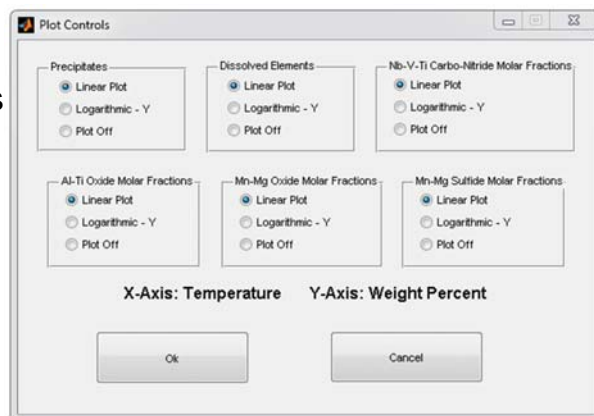 Plot Controls
Precipitates
Linear Plot
Logarithmic - Y
Plot Off
Dissolved Elements
Linear Plot
Logarithmic - Y
Plot Off
Nb-V-Ti Carbo-Nitride Molar Fractions
Linear Plot
Logarithmic - Y
Plot Off
s
Al-Ti Oxide Molar Fractions
Linear Plot
Logarithmic - Y
Plot Off
Mn-Mg Oxide Molar Fractions
Linear Plot
Logarithmic - Y
Plot Off
Mn-Mg Sulfide Molar Fractions
Linear Plot
Logarithmic - Y
Plot Off
X-Axis: Temperature Y-Axis: Weight Percent
Ok Cancel